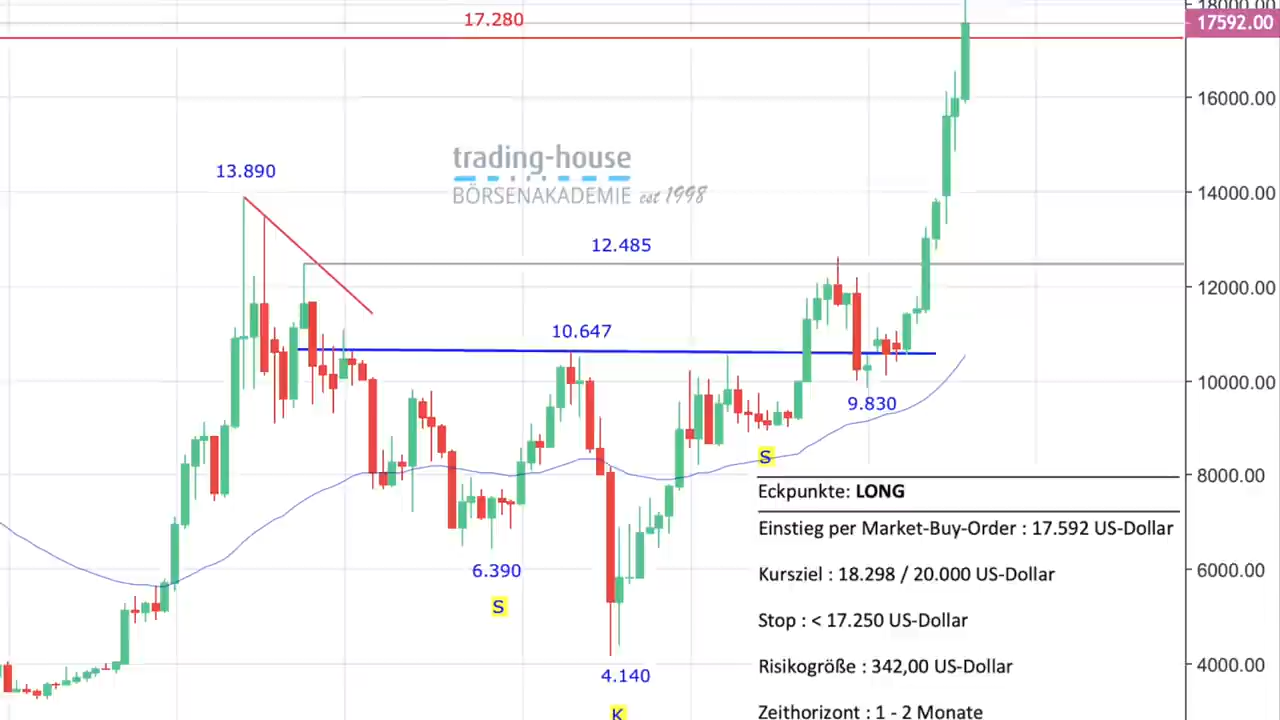 17.280
18000.00
17592.00
16000.00
13.890
trading-house
BÖRSENAKADEMIE est 1998
14000.00
12.485
12000.00
10.647
10000.00
9.830
S
8000.00
Eckpunkte: LONG
Einstieg per Market-Buy-Order : 17.592 US-Dollar
6.390
6000.00
Kursziel : 18.298 / 20.000 US-Dollar
S
Stop : < 17.250 US-Dollar
4.140
4000.00
Risikogröße : 342,00 US-Dollar
K
Zeithorizont : 1 - 2 Monate